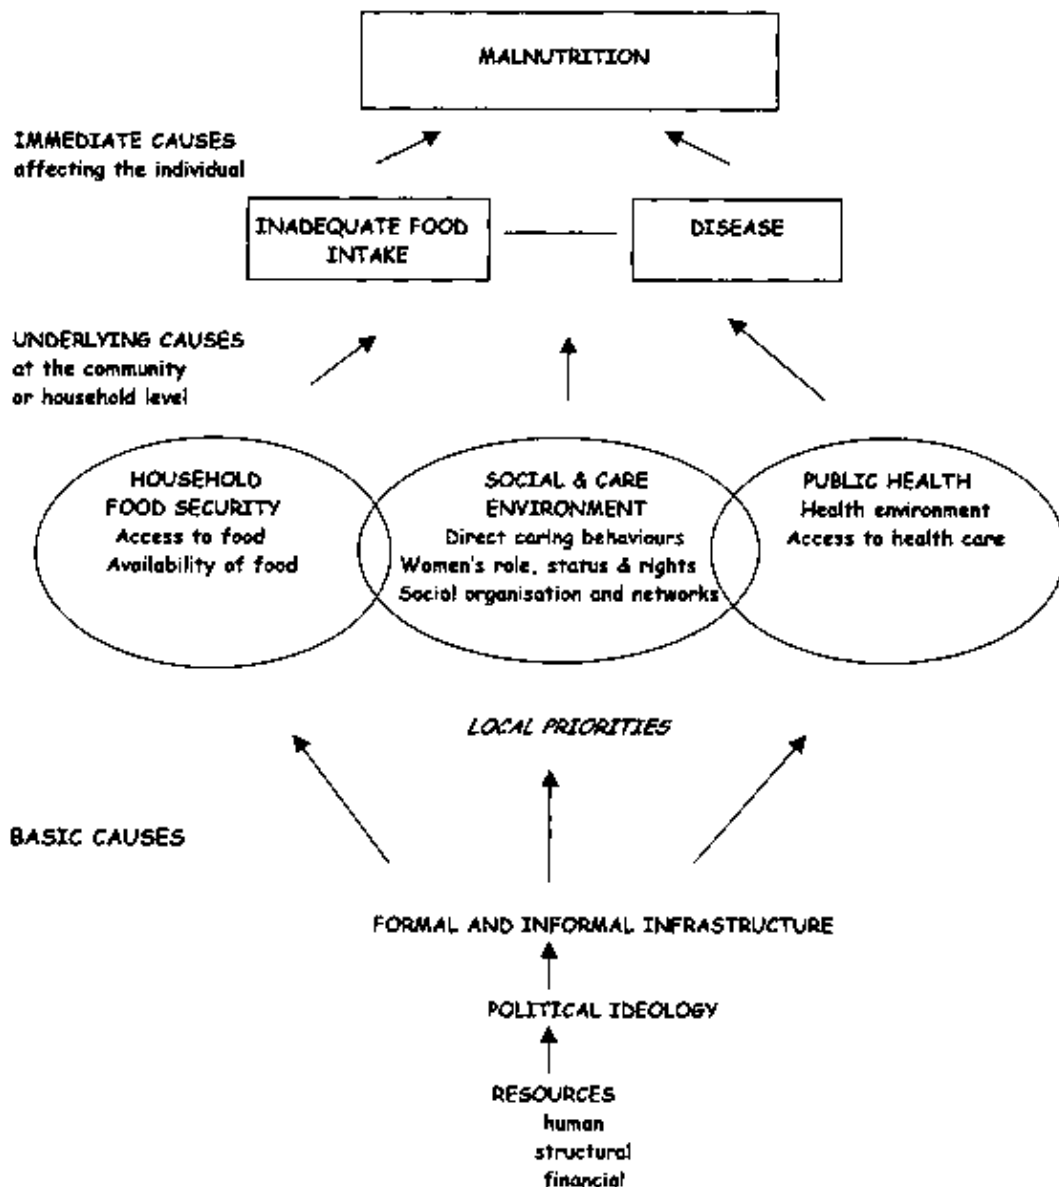 MALNUTRITION
IMMEDIATE CAUSES
affecting the individual
INADEQUATE FOOD
INTAKE
DISEASE
UNDERLYING CAUSES
at the community
or household level
HOUSEHOLD
FOOD SECURITY
Access to food
Availability of food
SOCIAL & CARE
ENVIRONMENT
Direct caring behaviours
Women's role, status & rights
Social organisation and networks
PUBLIC HEALTH
Health environment
Access to health care
LOCAL PRIORITIES
BASIC CAUSES
FORMAL AND INFORMAL INFRASTRUCTURE
POLITICAL IDEOLOGY
RESOURCES
human
structural
financial